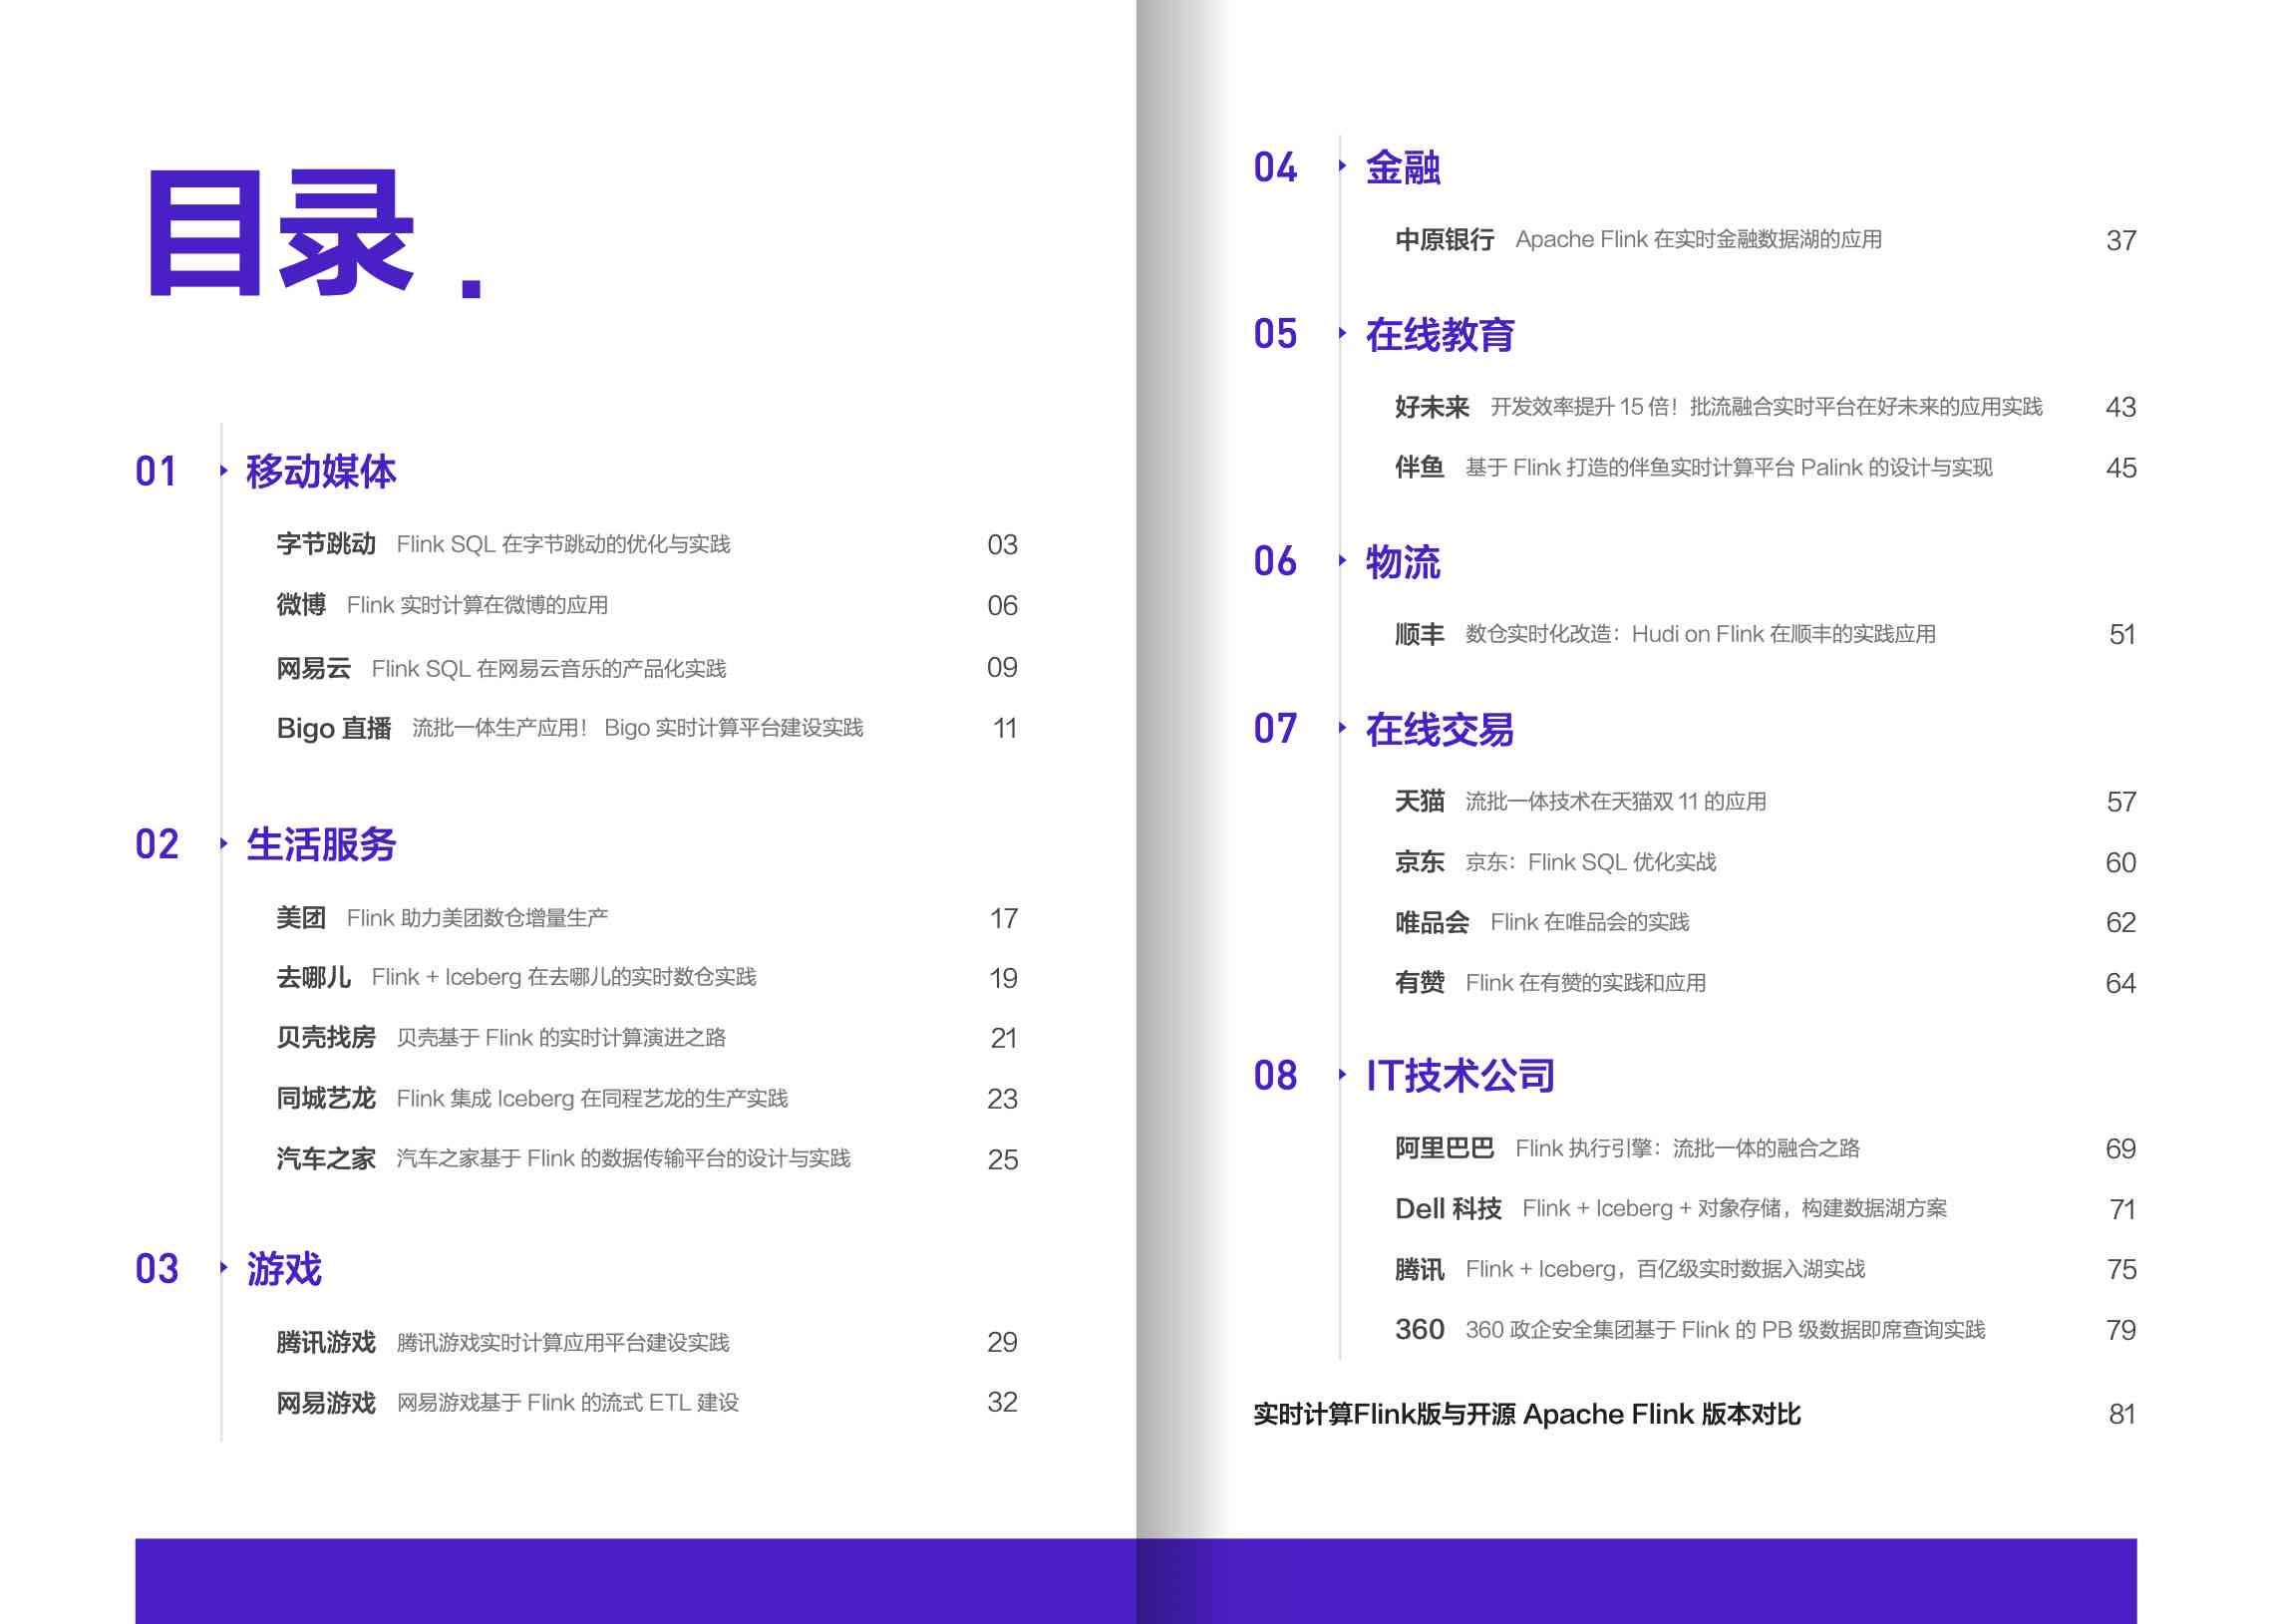 目录.
01 移动媒体
字节跳动 Flink SQL 在字节跳动的优化与实践 03
微博 Flink 实时计算在微博的应用 06
网易云 Flink SQL 在网易云音乐的产品化实践 09
Bigo 直播 流批一体生产应用！ Bigo 实时计算平台建设实践 11
02 生活服务
美团 Flink 助力美团数仓增量生产 17
去哪儿 Flink + Iceberg 在去哪儿的实时数仓实践 19
贝壳找房 贝壳基于 Flink 的实时计算演进之路 21
同城艺龙 Flink 集成 Iceberg 在同程艺龙的生产实践 23
汽车之家 汽车之家基于 Flink 的数据传输平台的设计与实践 25
03 游戏
腾讯游戏 腾讯游戏实时计算应用平台建设实践 29
网易游戏 网易游戏基于 Flink 的流式 ETL 建设 32
04 金融
中原银行 Apache Flink 在实时金融数据湖的应用 37
05 在线教育
好未来 开发效率提升 15 倍！批流融合实时平台在好未来的应用实践 43
伴鱼 基于 Flink 打造的伴鱼实时计算平台 Palink 的设计与实现 45
06 物流
顺丰 数仓实时化改造：Hudi on Flink 在顺丰的实践应用 51
07 在线交易
天猫 流批一体技术在天猫双 11 的应用 57
京东 京东：Flink SQL 优化实战 60
唯品会 Flink 在唯品会的实践 62
有赞 Flink 在有赞的实践和应用 64
08 IT技术公司
阿里巴巴 Flink 执行引擎：流批一体的融合之路 69
Dell 科技 Flink + Iceberg + 对象存储，构建数据湖方案 71
腾讯 Flink + Iceberg，百亿级实时数据入湖实战 75
360 360 政企安全集团基于 Flink 的 PB 级数据即席查询实践 79
实时计算Flink版与开源 Apache Flink 版本对比 81